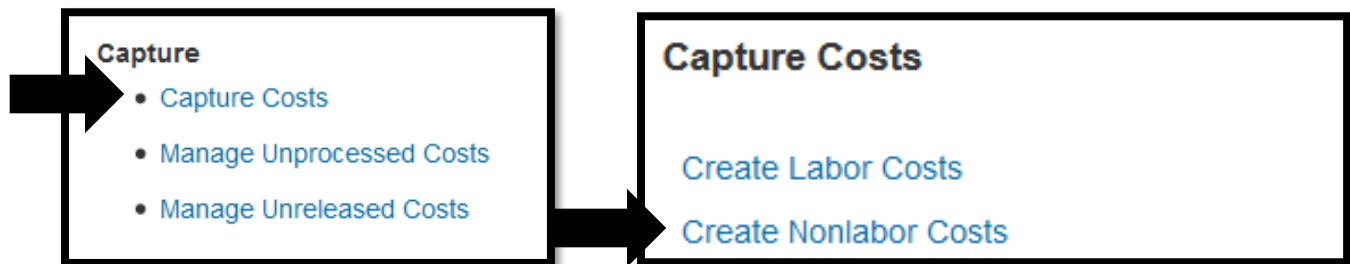 Capture
• Capture Costs
• Manage Unprocessed Costs
• Manage Unreleased Costs
Capture Costs
Create Labor Costs
Create Nonlabor Costs